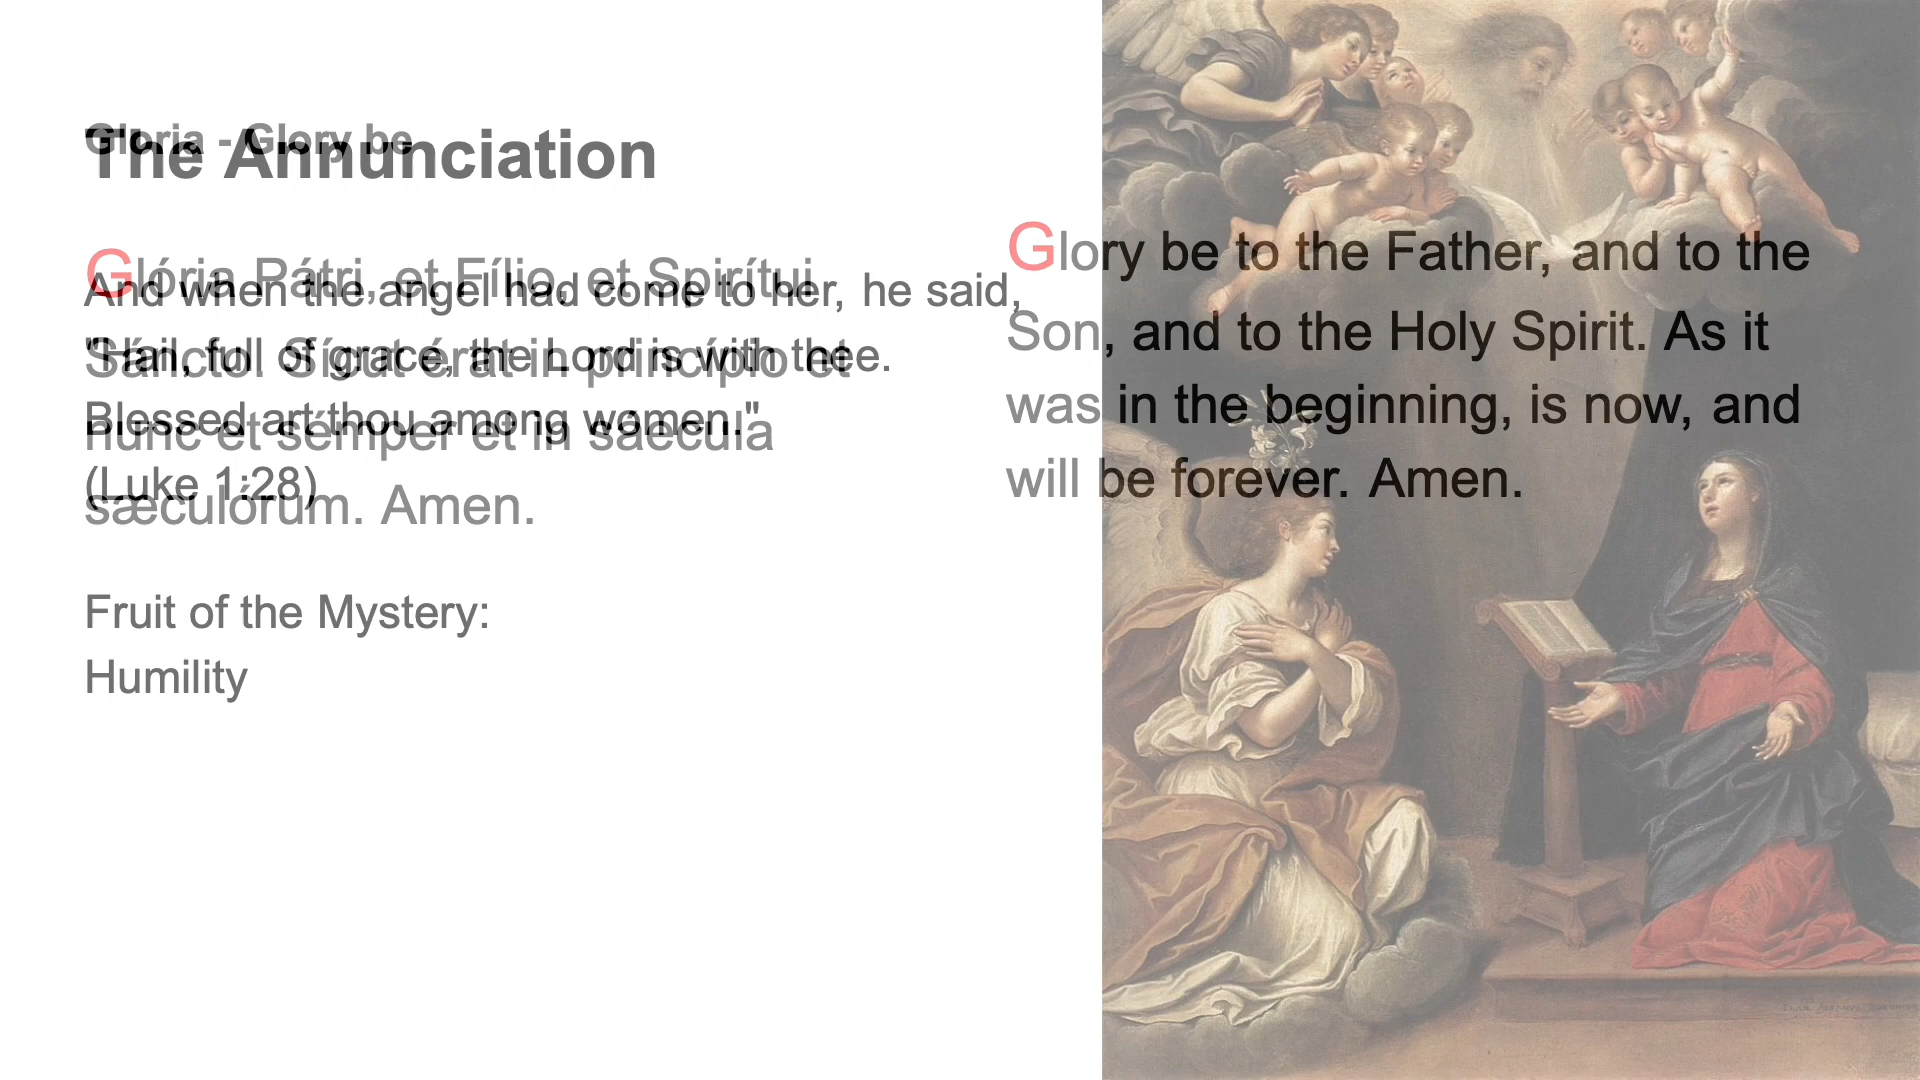 Gloria - Glory be
The Annunciation
Glória Pátri, et Fílio, et Spirítui
Sáncto. Sícut érat in princípio et
nunc et sémper et in sǽcula
sæculórum. Amen.
And when the angel had come to her, he said,
"Hail, full of grace, the Lord is with thee.
Blessed art thou among women."
(Luke 1:28)
Fruit of the Mystery:
Humility
Glory be to the Father, and to the
Son, and to the Holy Spirit. As it
was in the beginning, is now, and
will be forever. Amen.